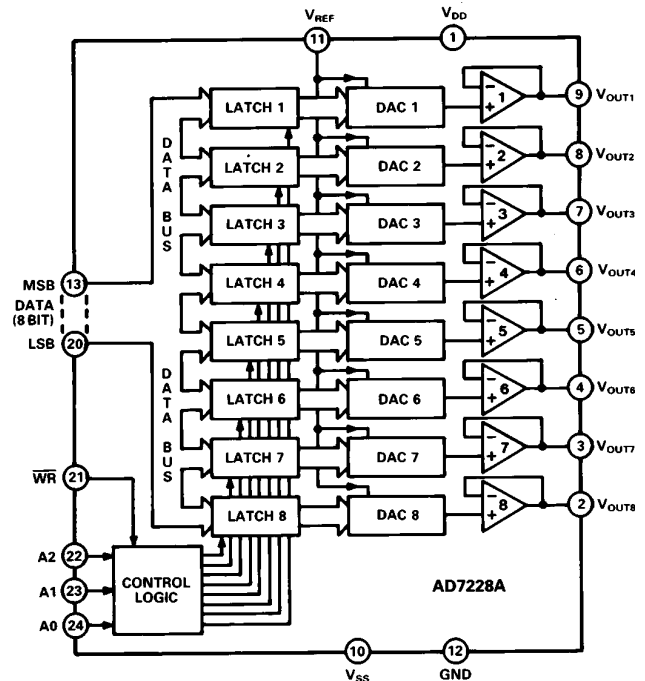 VREF VDD
11 1
LATCH 1 DAC 1 − + 1 9 VOUT1
LATCH 2 DAC 2 − + 2 8 VOUT2
LATCH 3 DAC 3 − + 3 7 VOUT3
LATCH 4 DAC 4 − + 4 6 VOUT4
LATCH 5 DAC 5 − + 5 5 VOUT5
LATCH 6 DAC 6 − + 6 4 VOUT6
LATCH 7 DAC 7 − + 7 3 VOUT7
LATCH 8 DAC 8 − + 8 2 VOUT8
DATA BUS
DATA BUS
MSB 13
DATA
(8 BIT)
LSB 20
WR 21
A2 22
A1 23
A0 24
CONTROL
LOGIC
AD7228A
10 12
VSS GND